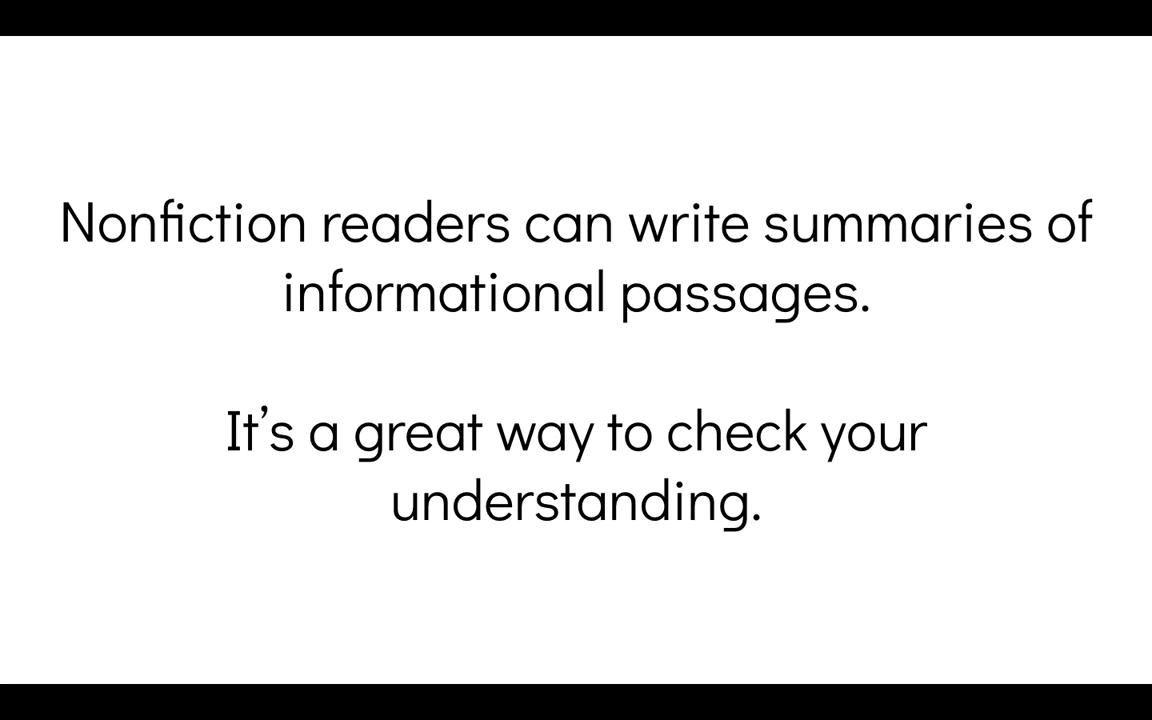 Nonfiction readers can write summaries of
informational passages.
It’s a great way to check your
understanding.